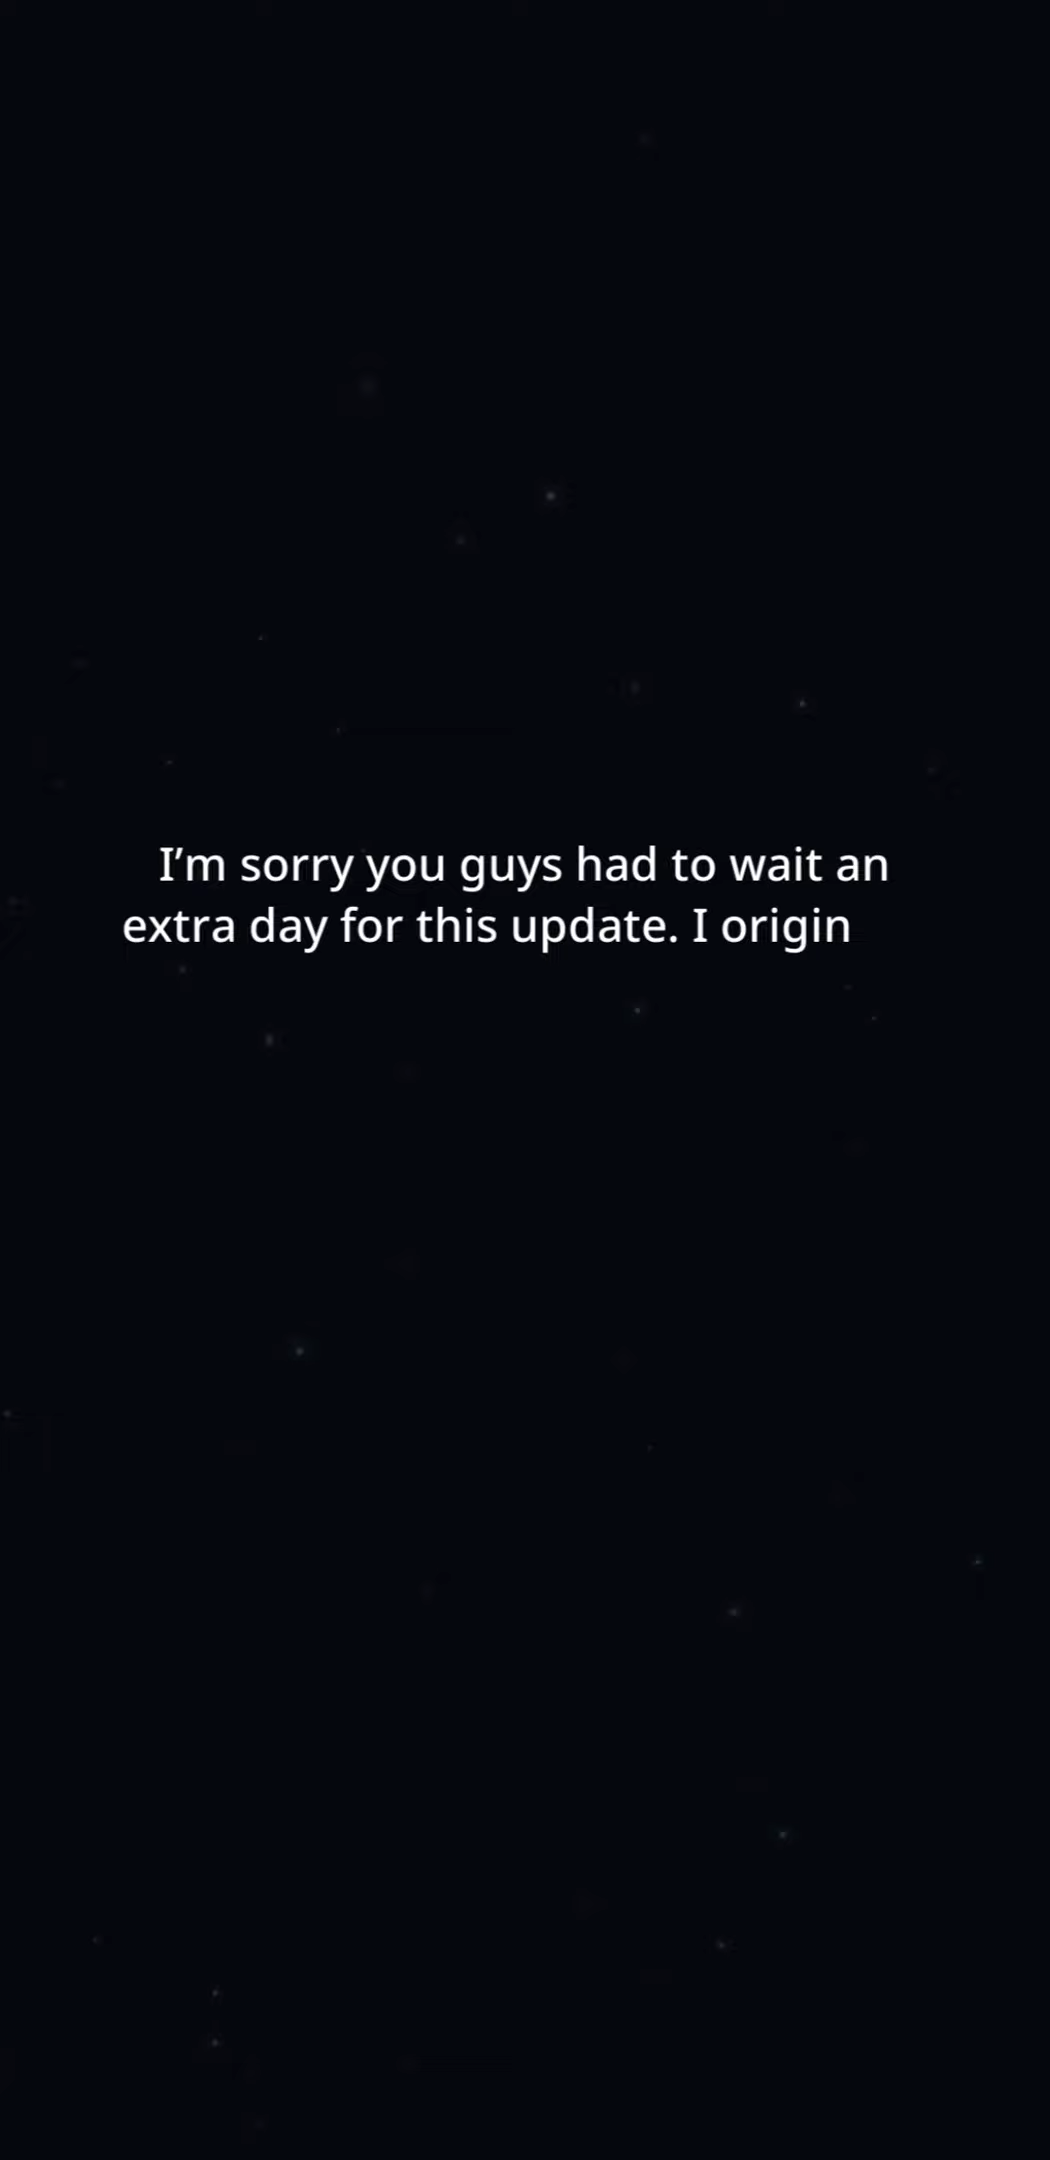 I’m sorry you guys had to wait an
extra day for this update. I origin